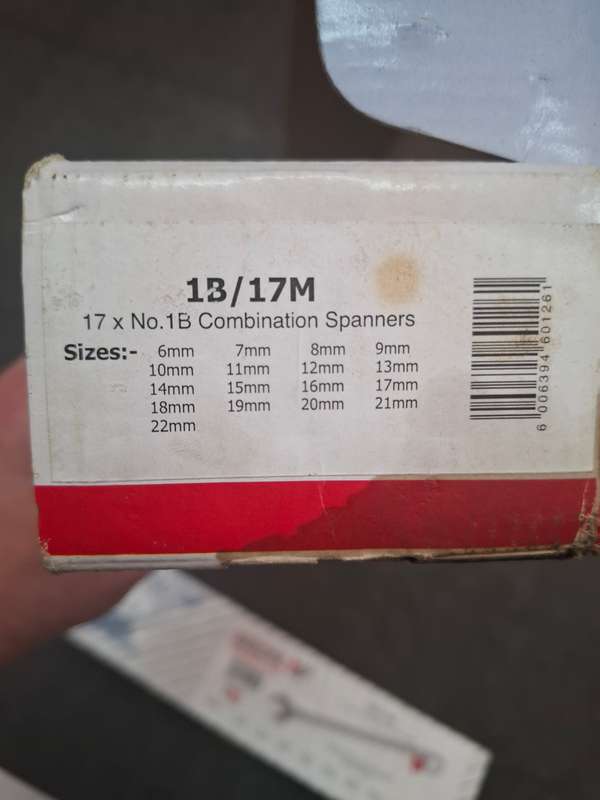 1B/17M
17 x No.1B Combination Spanners
Sizes:- 6mm 7mm 8mm 9mm
10mm 11mm 12mm 13mm
14mm 15mm 16mm 17mm
18mm 19mm 20mm 21mm
22mm
6 006394 601261